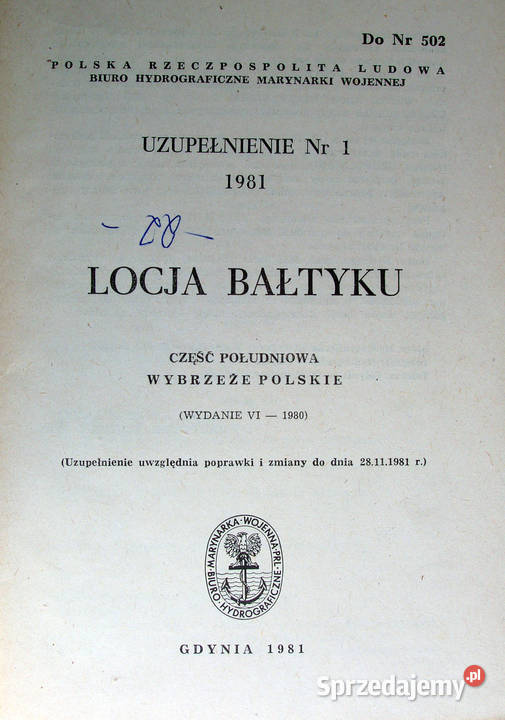 Do Nr 502
POLSKA RZECZPOSPOLITA LUDOWA
BIURO HYDROGRAFICZNE MARYNARKI WOJENNEJ
UZUPEŁNIENIE Nr 1
1981
LOCJA BAŁTYKU
CZĘŚĆ POŁUDNIOWA
WYBRZEŻE POLSKIE
(WYDANIE VI — 1980)
(Uzupełnienie uwzględnia poprawki i zmiany do dnia 28.11.1981 r.)
MARYNARKA WOJENNA PRL
BIURO HYDROGRAFICZNE
GDYNIA 1981
Sprzedajemy.pl